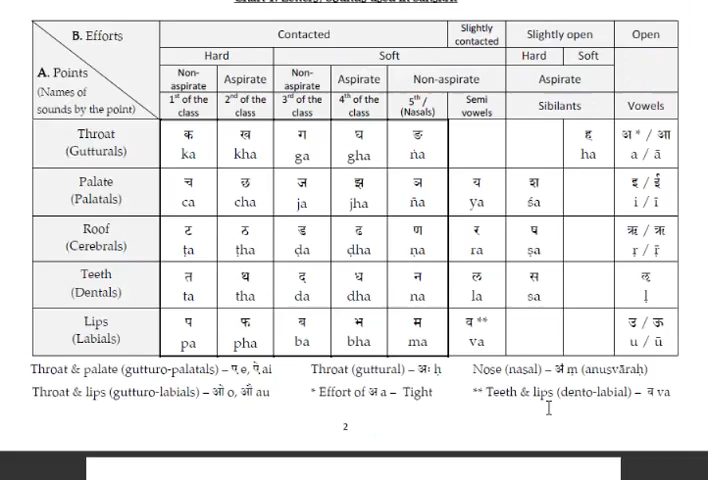 B. Efforts Contacted Slightly contacted Slightly open Open
Hard Soft Hard Soft
A. Points
(Names of sounds by the point)
Non-aspirate Aspirate Non-aspirate Aspirate Non-aspirate Aspirate
1st of the class 2nd of the class 3rd of the class 4th of the class 5th / (Nasals) Semi vowels Sibilants Vowels
Throat क ख ग घ ङ ह अ * / आ
(Gutturals) ka kha ga gha ṅa ha a / ā
Palate च छ ज झ ञ य श इ / ई
(Palatals) ca cha ja jha ña ya śa i / ī
Roof ट ठ ड ढ ण र ष ऋ / ॠ
(Cerebrals) ṭa ṭha ḍa ḍha ṇa ra ṣa ṛ / ṝ
Teeth त थ द ध न ल स ऌ
(Dentals) ta tha da dha na la sa ḷ
Lips प फ ब भ म व ** उ / ऊ
(Labials) pa pha ba bha ma va u / ū
Throat & palate (gutturo-palatals) – ए e, ऐ ai Throat (guttural) – अः ḥ Nose (nasal) – अं ṃ (anusvāraḥ)
Throat & lips (gutturo-labials) – ओ o, औ au * Effort of अ a – Tight ** Teeth & lips (dento-labial) – व va
2